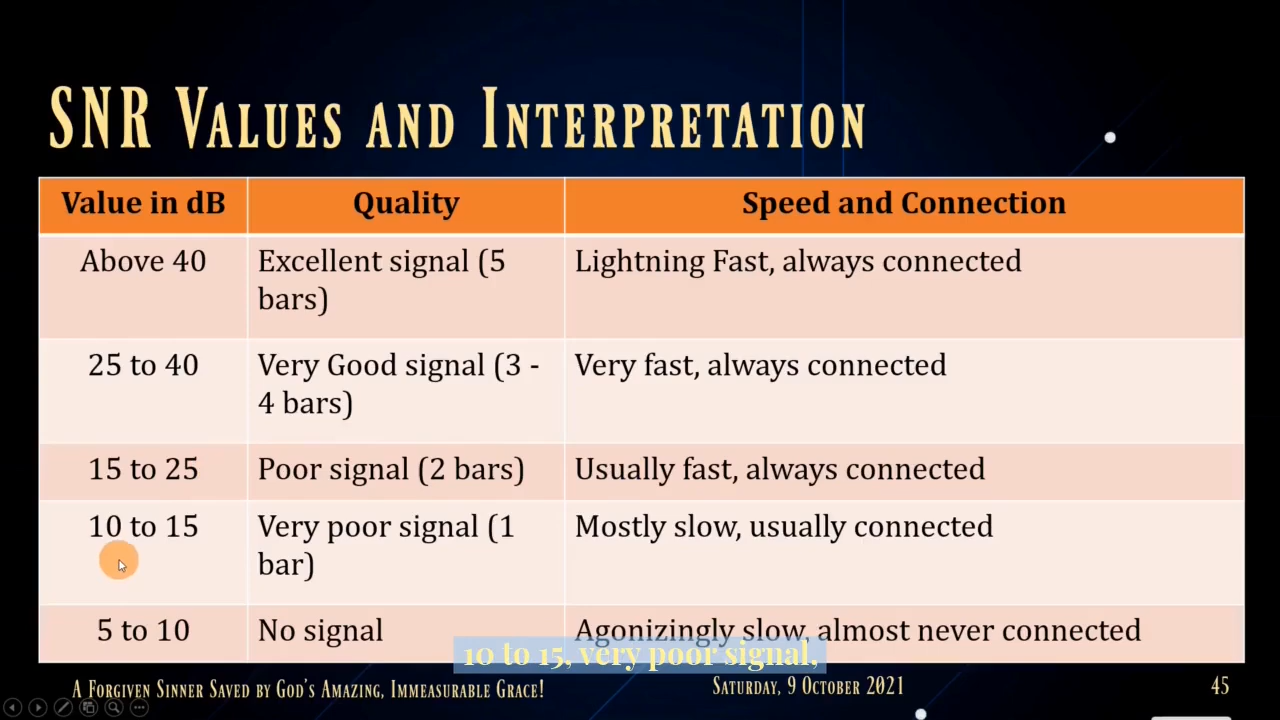 SNR Values and Interpretation
Value in dB Quality Speed and Connection
Above 40 Excellent signal (5 Lightning Fast, always connected
bars)
25 to 40 Very Good signal (3 - Very fast, always connected
4 bars)
15 to 25 Poor signal (2 bars) Usually fast, always connected
10 to 15 Very poor signal (1 Mostly slow, usually connected
bar)
5 to 10 No signal Agonizingly slow, almost never connected
10 to 15, very poor signal,
A Forgiven Sinner Saved by God's Amazing, Immeasurable Grace! Saturday, 9 October 2021 45